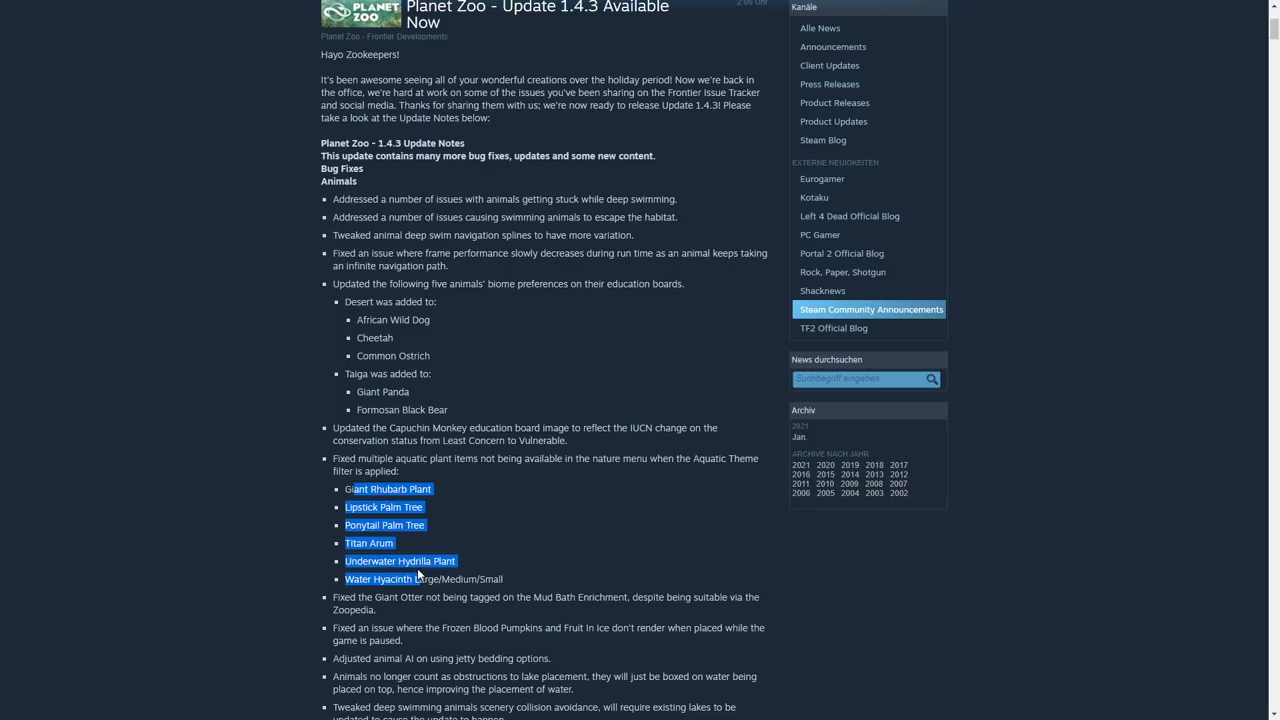 PLANET ZOO
Planet Zoo - Update 1.4.3 Available
Now
2:06 Uhr
Planet Zoo - Frontier Developments
Hayo Zookeepers!
It's been awesome seeing all of your wonderful creations over the holiday period! Now we're back in
the office, we're hard at work on some of the issues you've been sharing on the Frontier Issue Tracker
and social media. Thanks for sharing them with us; we're now ready to release Update 1.4.3! Please
take a look at the Update Notes below:
Planet Zoo - 1.4.3 Update Notes
This update contains many more bug fixes, updates and some new content.
Bug Fixes
Animals
Addressed a number of issues with animals getting stuck while deep swimming.
Addressed a number of issues causing swimming animals to escape the habitat.
Tweaked animal deep swim navigation splines to have more variation.
Fixed an issue where frame performance slowly decreases during run time as an animal keeps taking
an infinite navigation path.
Updated the following five animals' biome preferences on their education boards.
Desert was added to:
African Wild Dog
Cheetah
Common Ostrich
Taiga was added to:
Giant Panda
Formosan Black Bear
Updated the Capuchin Monkey education board image to reflect the IUCN change on the
conservation status from Least Concern to Vulnerable.
Fixed multiple aquatic plant items not being available in the nature menu when the Aquatic Theme
filter is applied:
Giant Rhubarb Plant
Lipstick Palm Tree
Ponytail Palm Tree
Titan Arum
Underwater Hydrilla Plant
Water Hyacinth Large/Medium/Small
Fixed the Giant Otter not being tagged on the Mud Bath Enrichment, despite being suitable via the
Zoopedia.
Fixed an issue where the Frozen Blood Pumpkins and Fruit In Ice don't render when placed while the
game is paused.
Adjusted animal AI on using jetty bedding options.
Animals no longer count as obstructions to lake placement, they will just be boxed on water being
placed on top, hence improving the placement of water.
Tweaked deep swimming animals scenery collision avoidance, will require existing lakes to be
updated to cause the update to happen.
Kanäle
Alle News
Announcements
Client Updates
Press Releases
Product Releases
Product Updates
Steam Blog
EXTERNE NEUIGKEITEN
Eurogamer
Kotaku
Left 4 Dead Official Blog
PC Gamer
Portal 2 Official Blog
Rock, Paper, Shotgun
Shacknews
Steam Community Announcements
TF2 Official Blog
News durchsuchen
Suchbegriff eingeben
Archiv
2021
Jan.
ARCHIVE NACH JAHR
2021 2020 2019 2018 2017
2016 2015 2014 2013 2012
2011 2010 2009 2008 2007
2006 2005 2004 2003 2002